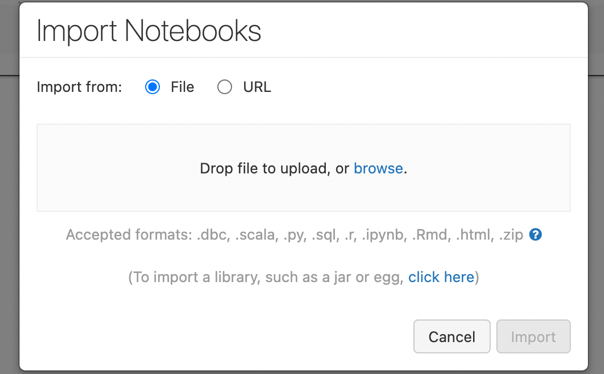 Import Notebooks
Import from: File URL
Drop file to upload, or browse.
Accepted formats: .dbc, .scala, .py, .sql, .r, .ipynb, .Rmd, .html, .zip ?
(To import a library, such as a jar or egg, click here)
Cancel Import